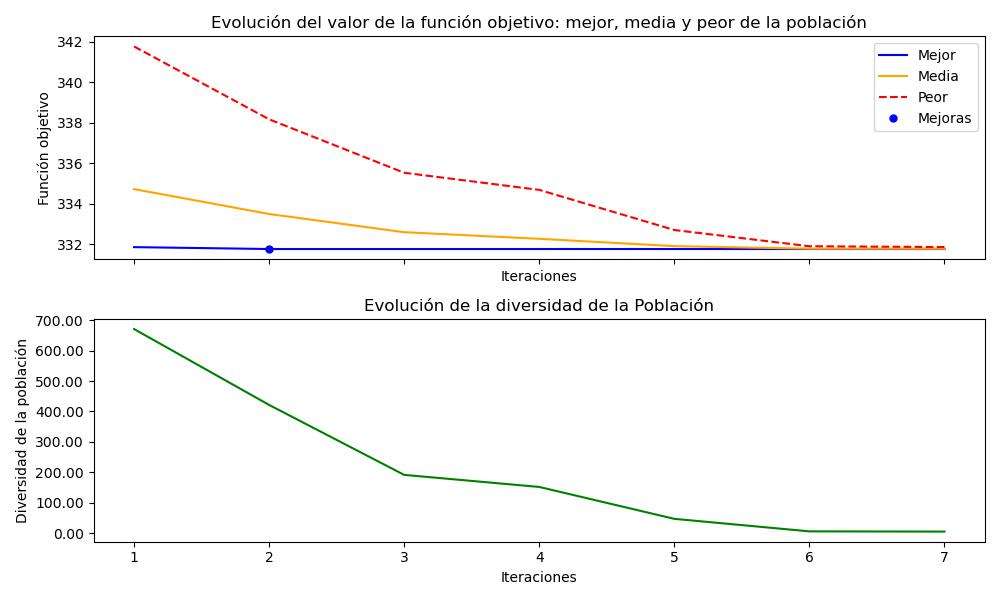 Evolución del valor de la función objetivo: mejor, media y peor de la población
Función objetivo
342
340
338
336
334
332
Mejor
Media
Peor
Mejoras
Iteraciones
Evolución de la diversidad de la Población
Diversidad de la población
700.00
600.00
500.00
400.00
300.00
200.00
100.00
0.00
1 2 3 4 5 6 7
Iteraciones